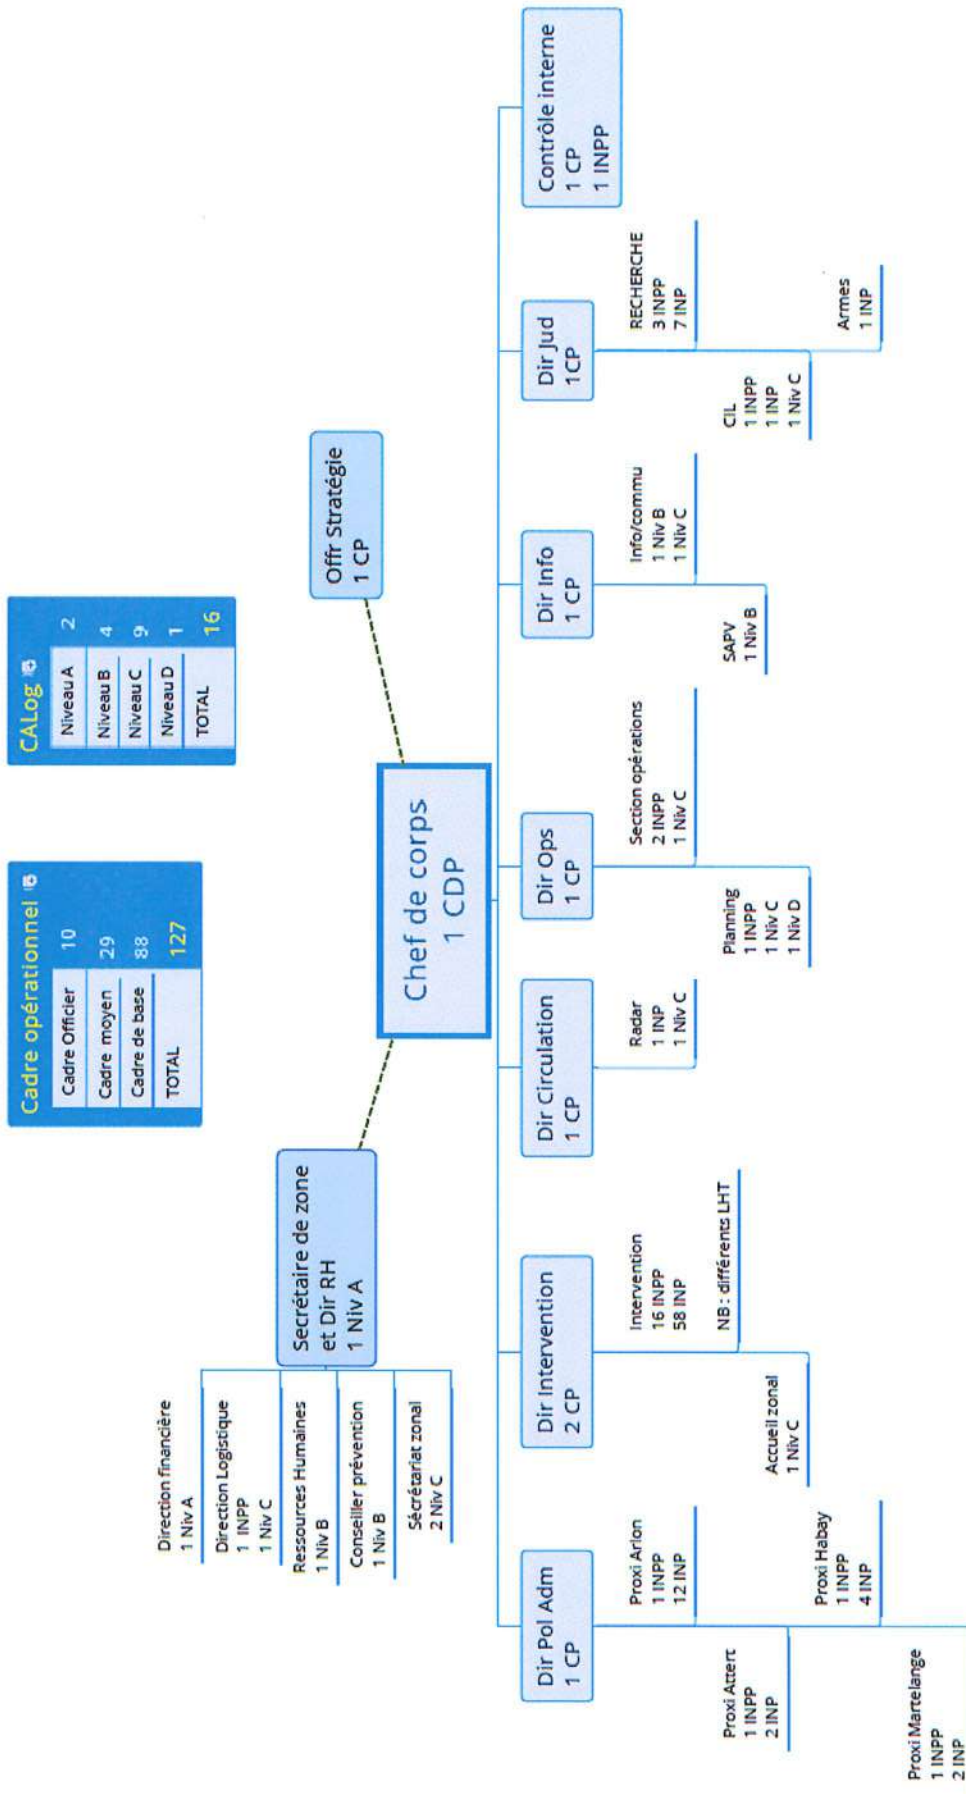 Cadre opérationnel
Cadre Officier 10
Cadre moyen 29
Cadre de base 88
TOTAL 127
CALog
Niveau A 2
Niveau B 4
Niveau C 9
Niveau D 1
TOTAL 16
Direction financière
1 Niv A
Direction Logistique
1 INPP
1 Niv C
Ressources Humaines
1 Niv B
Conseiller prévention
1 Niv B
Sécrétariat zonal
2 Niv C
Secrétaire de zone
et Dir RH
1 Niv A
Offr Stratégie
1 CP
Chef de corps
1 CDP
Dir Pol Adm
1 CP
Proxi Arlon
1 INPP
12 INP
Proxi Attert
1 INPP
2 INP
Proxi Habay
1 INPP
4 INP
Proxi Martelange
1 INPP
2 INP
Dir Intervention
2 CP
Intervention
16 INPP
58 INP
NB : différents LHT
Accueil zonal
1 Niv C
Dir Circulation
1 CP
Radar
1 INP
1 Niv C
Dir Ops
1 CP
Section opérations
2 INPP
1 Niv C
Planning
1 INPP
1 Niv C
1 Niv D
Dir Info
1 CP
Info/commu
1 Niv B
1 Niv C
SAPV
1 Niv B
Dir Jud
1CP
RECHERCHE
3 INPP
7 INP
CIL
1 INPP
1 INP
1 Niv C
Armes
1 INP
Contrôle interne
1 CP
1 INPP